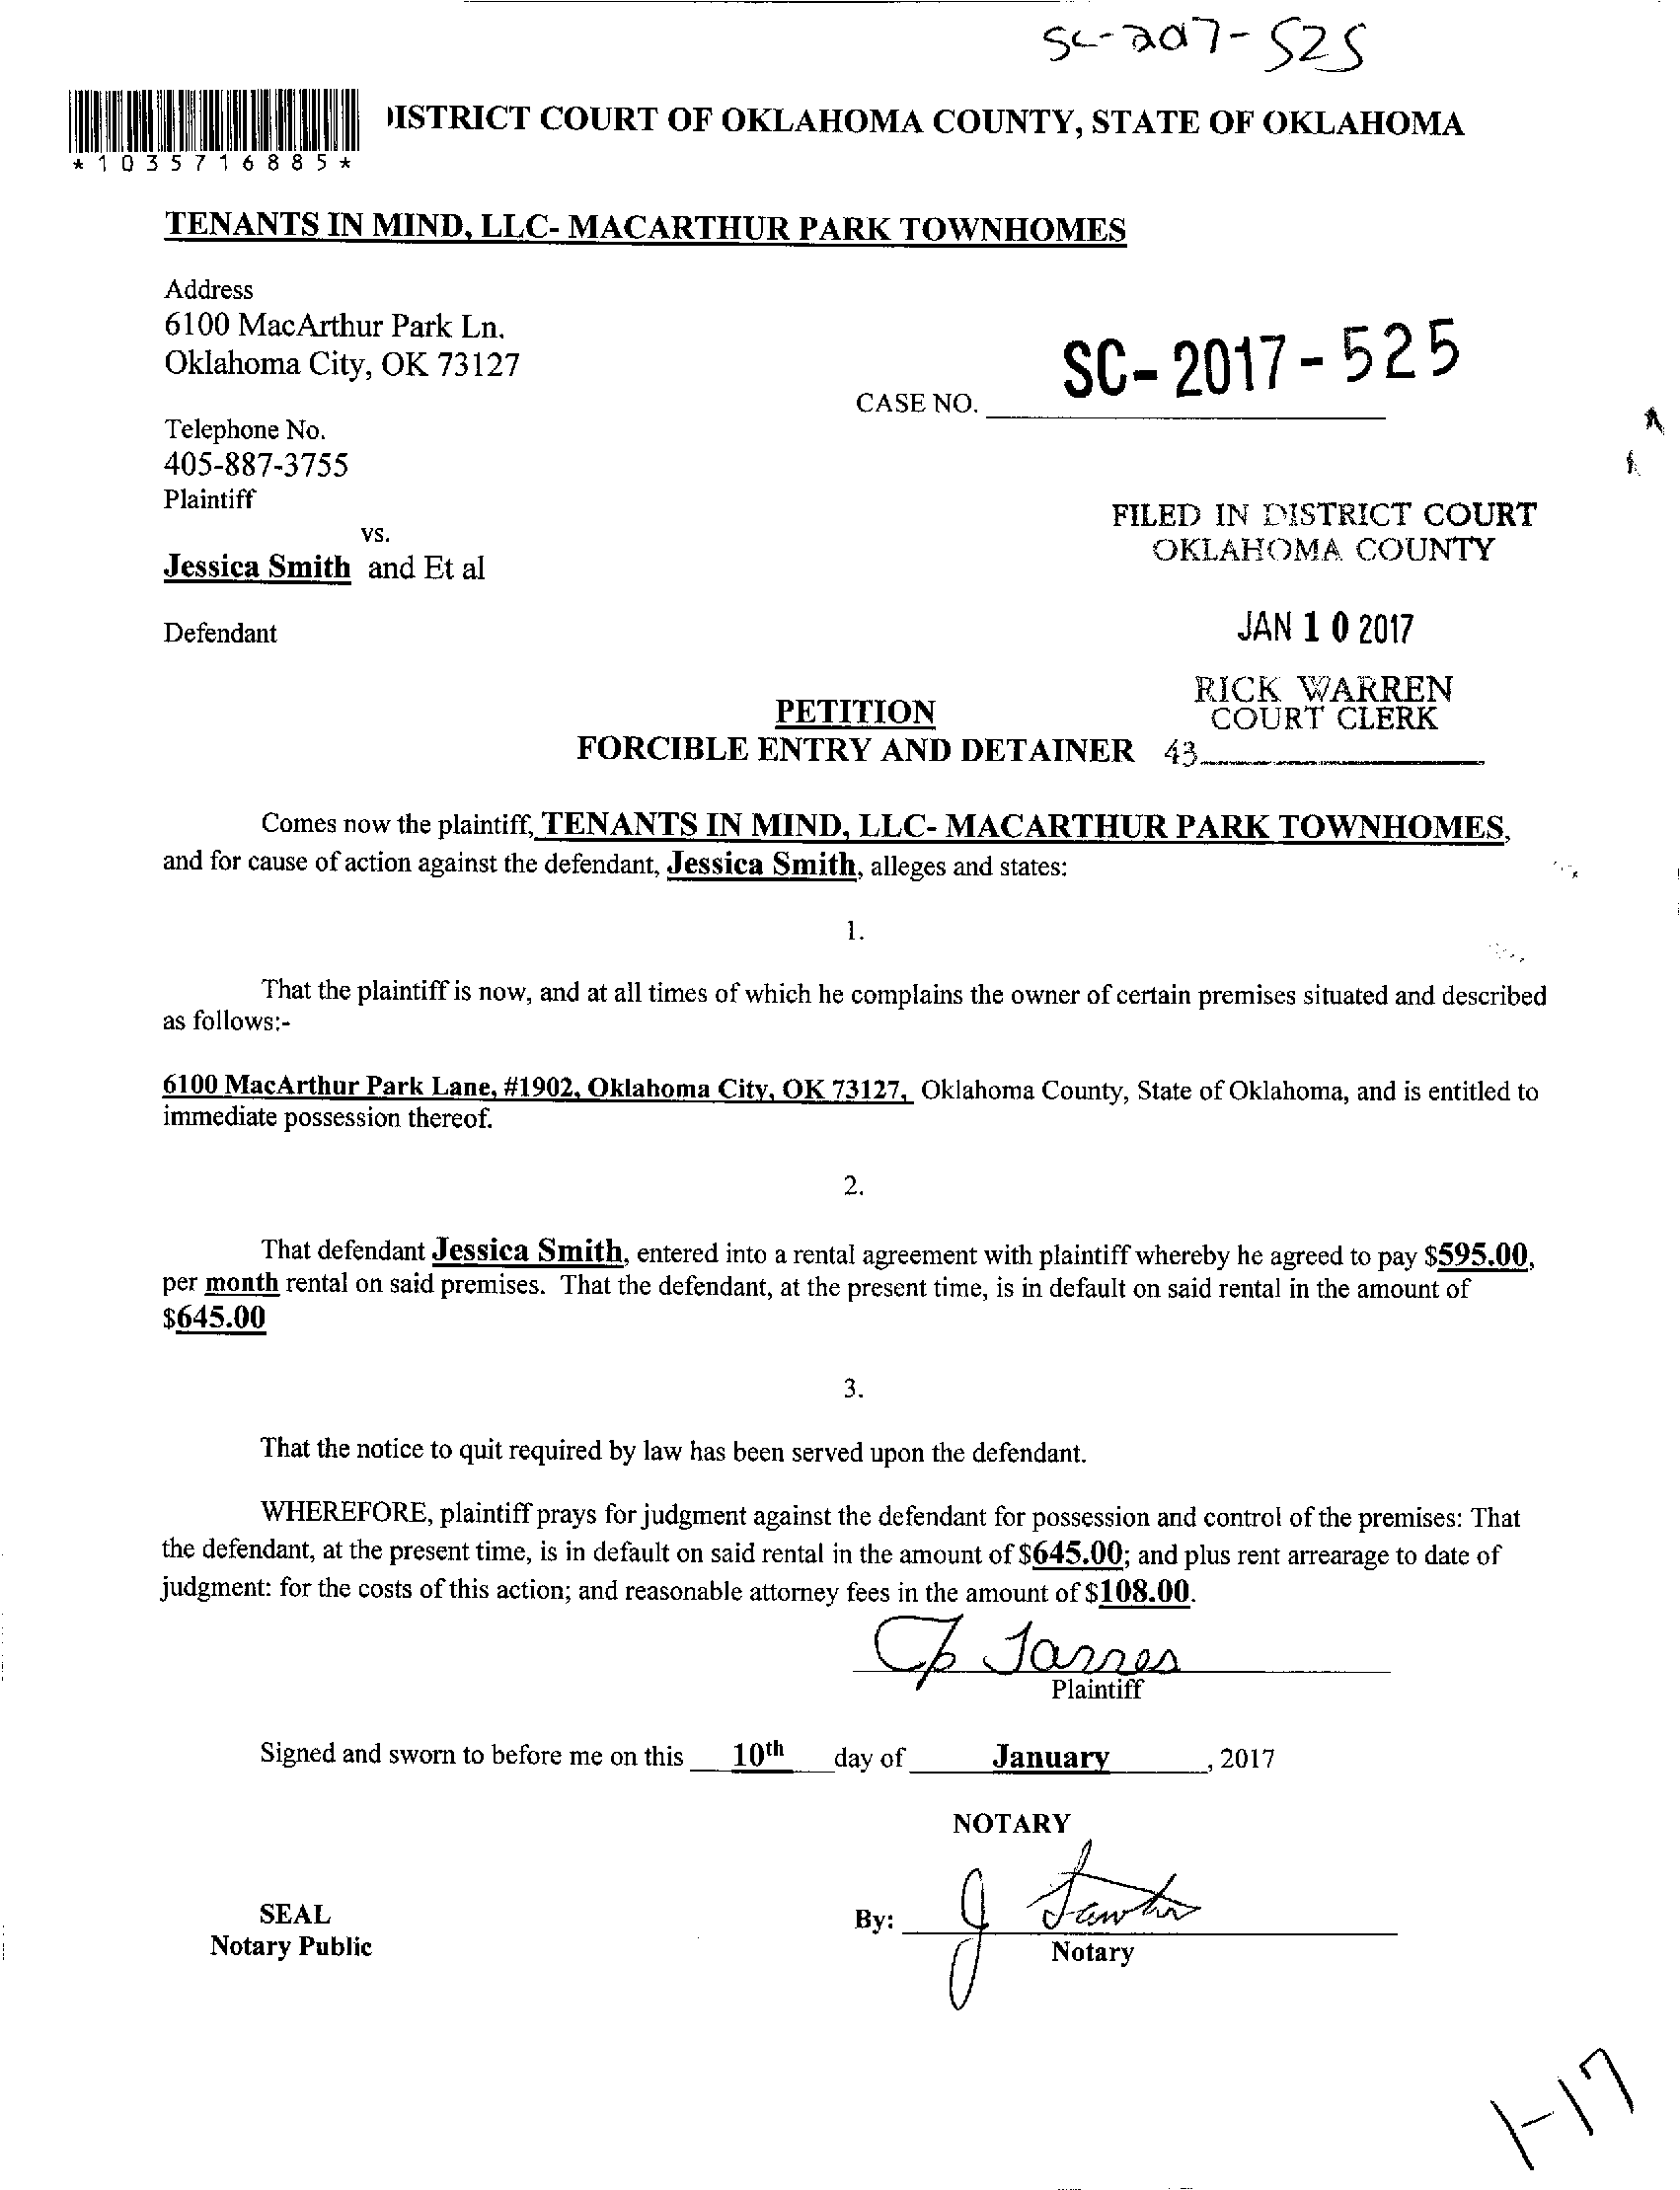 SC-2017-525
ISTRICT COURT OF OKLAHOMA COUNTY, STATE OF OKLAHOMA
*1035716885*
TENANTS IN MIND, LLC- MACARTHUR PARK TOWNHOMES
Address
6100 MacArthur Park Ln.
Oklahoma City, OK 73127
CASE NO. SC-2017-525
Telephone No.
405-887-3755
Plaintiff
FILED IN DISTRICT COURT
OKLAHOMA COUNTY
vs.
Jessica Smith and Et al
Defendant
JAN 10 2017
RICK WARREN
COURT CLERK
43
PETITION
FORCIBLE ENTRY AND DETAINER
Comes now the plaintiff, TENANTS IN MIND, LLC- MACARTHUR PARK TOWNHOMES,
and for cause of action against the defendant, Jessica Smith, alleges and states:
1.
That the plaintiff is now, and at all times of which he complains the owner of certain premises situated and described
as follows:-
6100 MacArthur Park Lane, #1902, Oklahoma City, OK 73127, Oklahoma County, State of Oklahoma, and is entitled to
immediate possession thereof.
2.
That defendant Jessica Smith, entered into a rental agreement with plaintiff whereby he agreed to pay $595.00,
per month rental on said premises. That the defendant, at the present time, is in default on said rental in the amount of
$645.00
3.
That the notice to quit required by law has been served upon the defendant.
WHEREFORE, plaintiff prays for judgment against the defendant for possession and control of the premises: That
the defendant, at the present time, is in default on said rental in the amount of $645.00; and plus rent arrearage to date of
judgment: for the costs of this action; and reasonable attorney fees in the amount of $108.00.
Plaintiff
Signed and sworn to before me on this 10th day of January, 2017
NOTARY
SEAL
Notary Public
By:
Notary
1-17